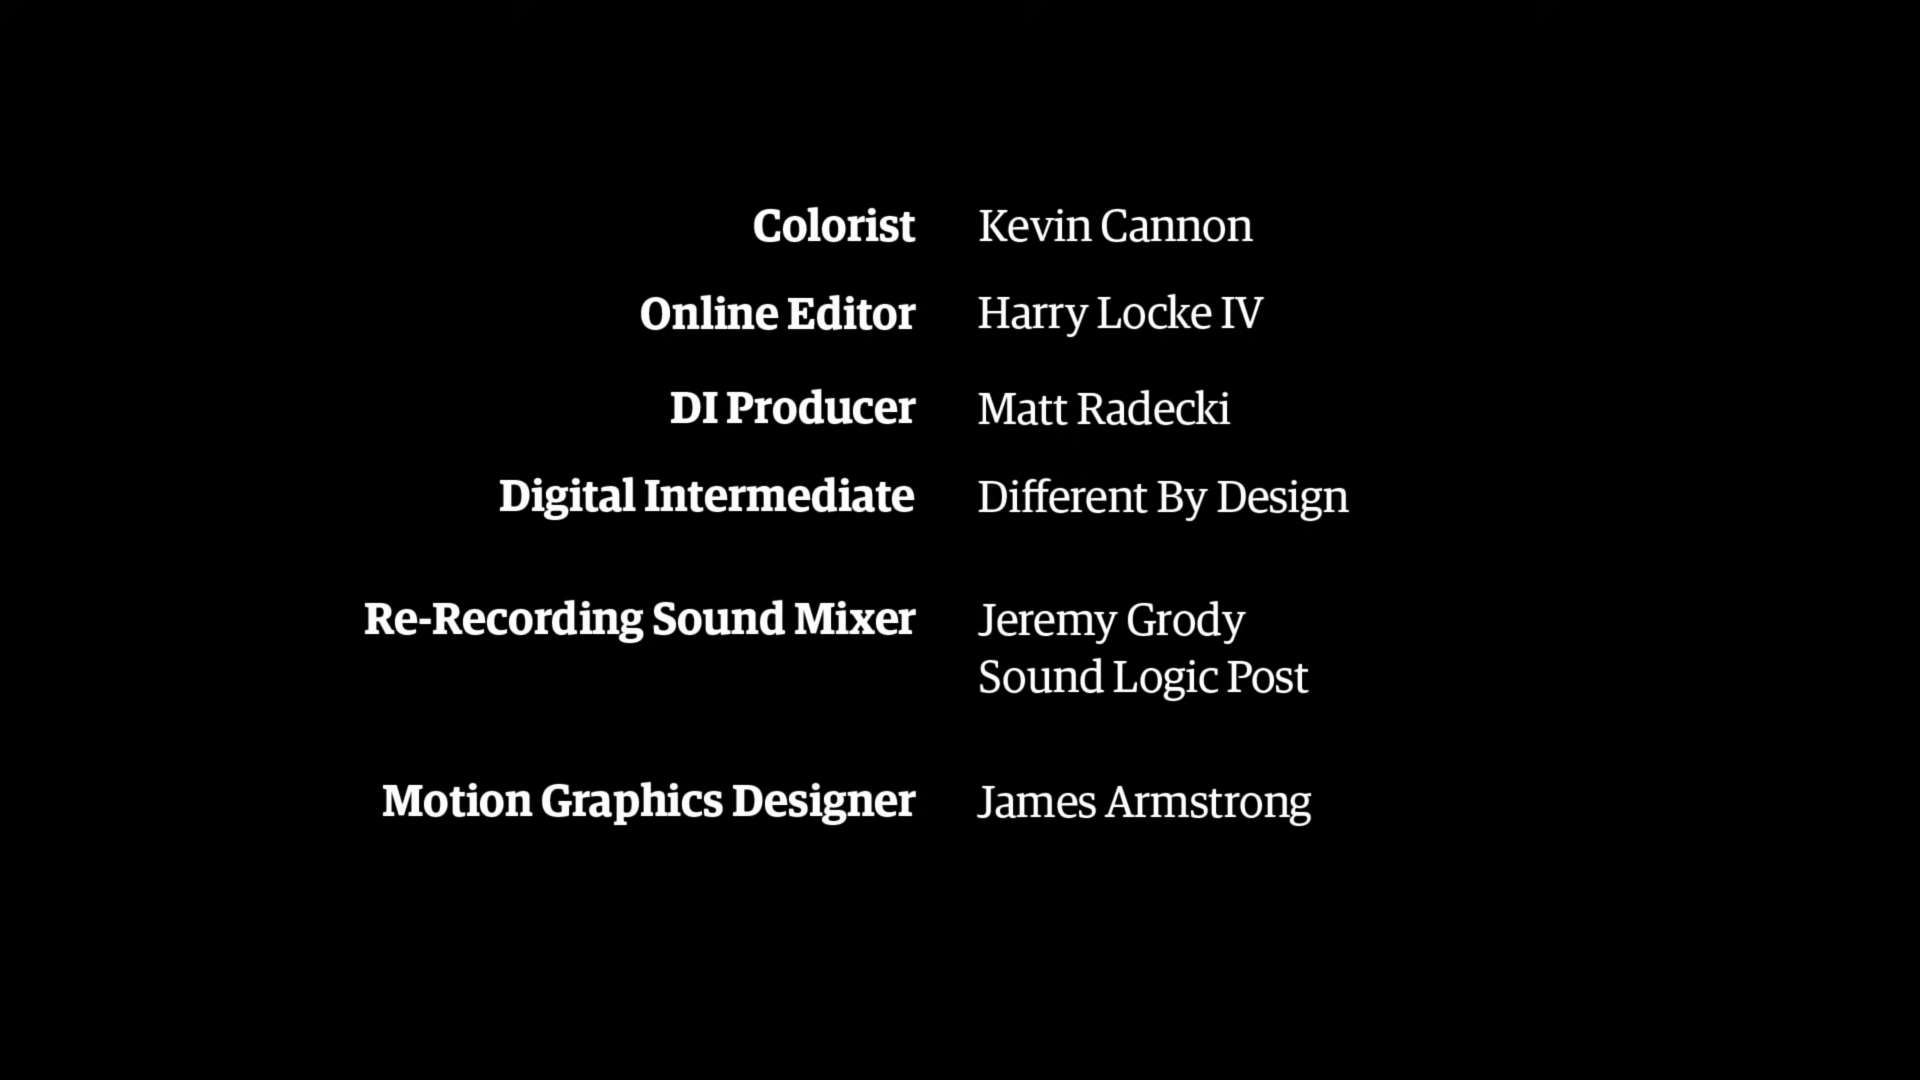 Colorist Kevin Cannon
Online Editor Harry Locke IV
DI Producer Matt Radecki
Digital Intermediate Different By Design
Re-Recording Sound Mixer Jeremy Grody
Sound Logic Post
Motion Graphics Designer James Armstrong